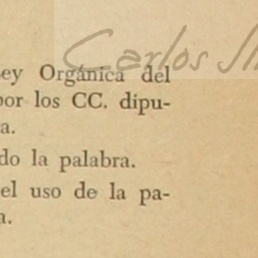 Carlos
ey Orgánica del
por los CC. dipu-
a.
do la palabra.
el uso de la pa-
a.